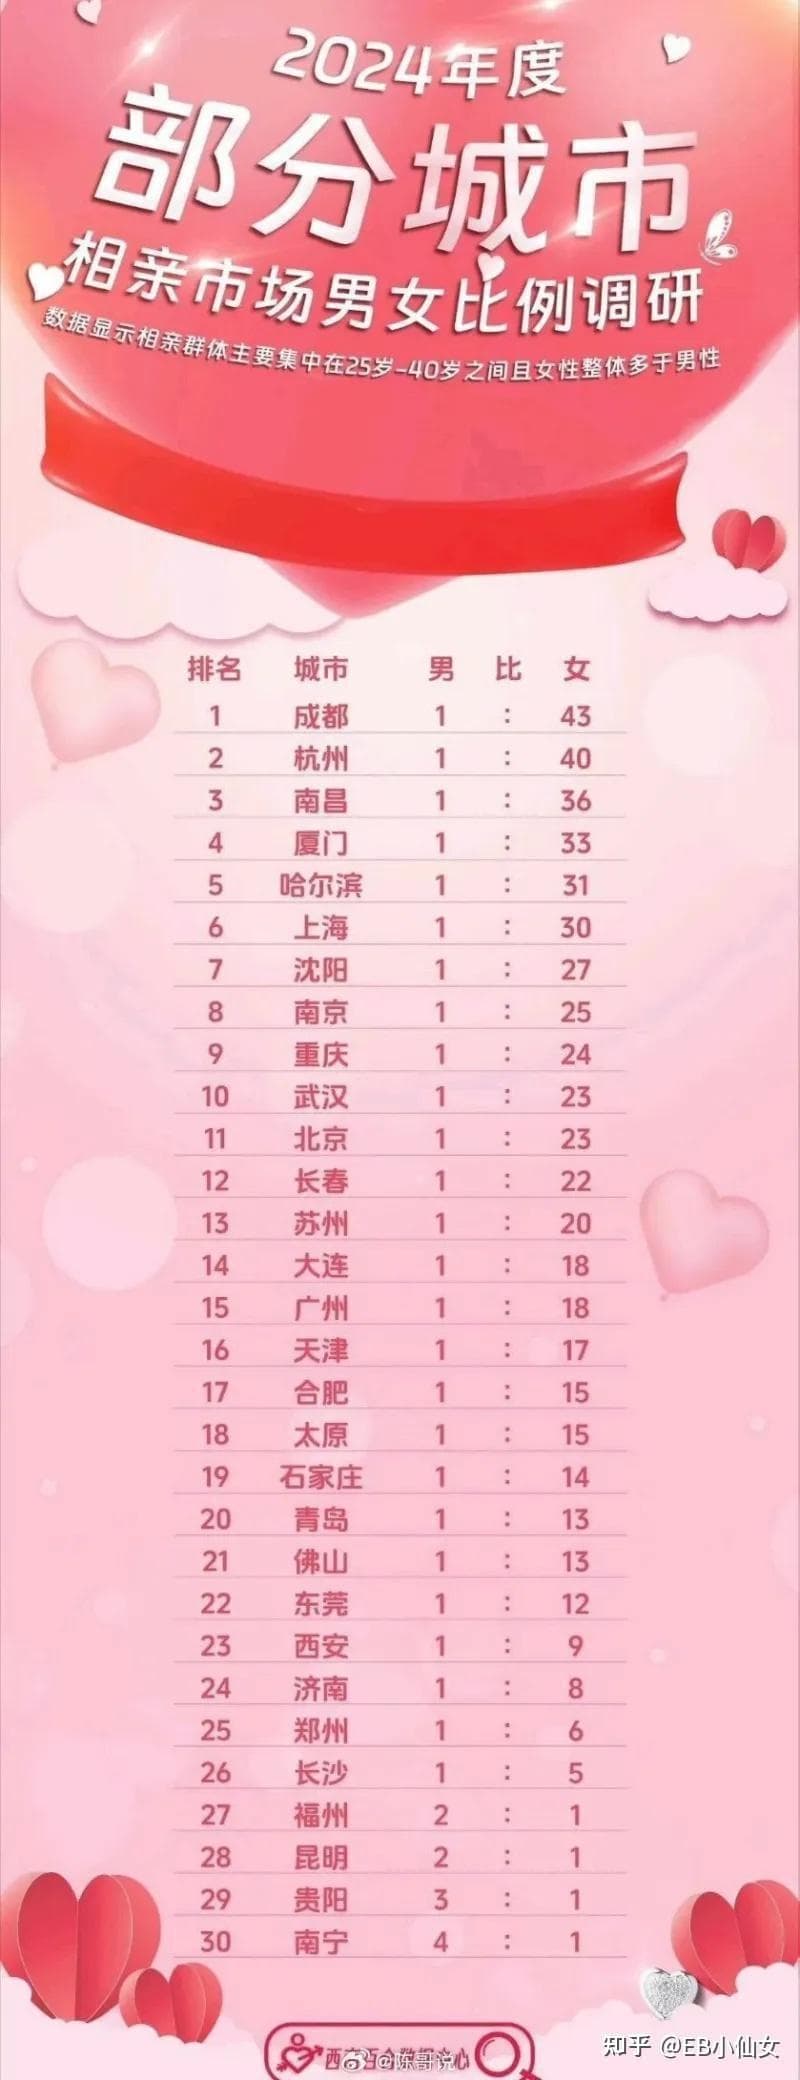 2024年度
部分城市
相亲市场男女比例调研
数据显示相亲群体主要集中在25岁-40岁之间且女性整体多于男性
排名 城市 男 比 女
1 成都 1 : 43
2 杭州 1 : 40
3 南昌 1 : 36
4 厦门 1 : 33
5 哈尔滨 1 : 31
6 上海 1 : 30
7 沈阳 1 : 27
8 南京 1 : 25
9 重庆 1 : 24
10 武汉 1 : 23
11 北京 1 : 23
12 长春 1 : 22
13 苏州 1 : 20
14 大连 1 : 18
15 广州 1 : 18
16 天津 1 : 17
17 合肥 1 : 15
18 太原 1 : 15
19 石家庄 1 : 14
20 青岛 1 : 13
21 佛山 1 : 13
22 东莞 1 : 12
23 西安 1 : 9
24 济南 1 : 8
25 郑州 1 : 6
26 长沙 1 : 5
27 福州 2 : 1
28 昆明 2 : 1
29 贵阳 3 : 1
30 南宁 4 : 1
知乎 @EB小仙女
@陈哥说